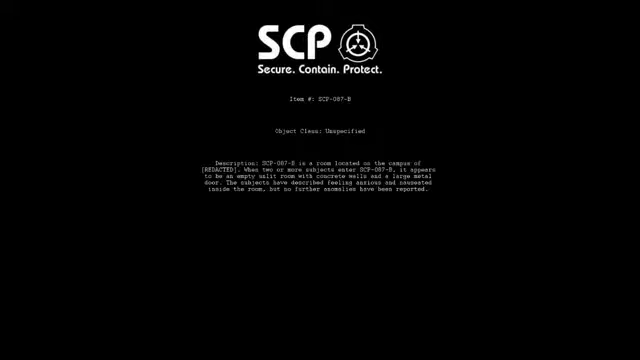 SCP
Secure. Contain. Protect.
Item #: SCP-087-B
Object Class: Unspecified
Description: SCP-087-B is a room located on the campus of
[REDACTED]. When two or more subjects enter SCP-087-B, it appears
to be an empty unlit room with concrete walls and a large metal
door. The subjects have described feeling anxious and nauseated
inside the room, but no further anomalies have been reported.